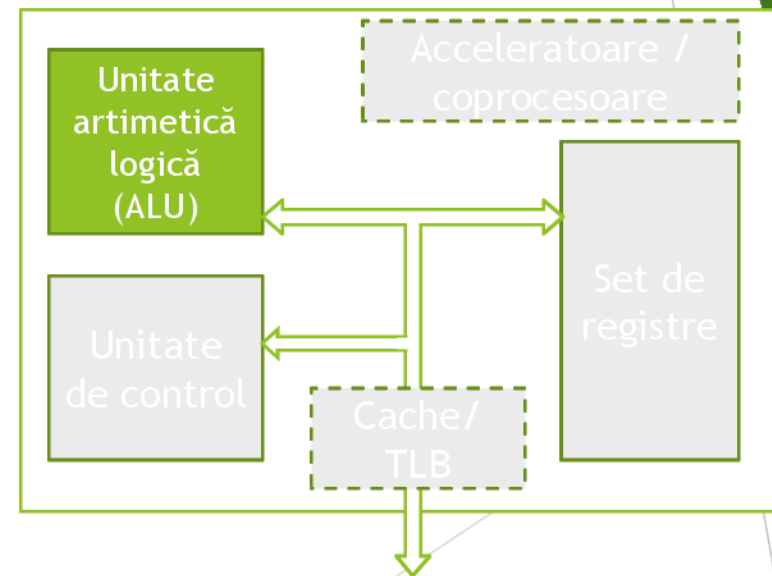 Unitate
artimetică
logică
(ALU)
Acceleratoare /
coprocesoare
Set de
registre
Unitate
de control
Cache/
TLB